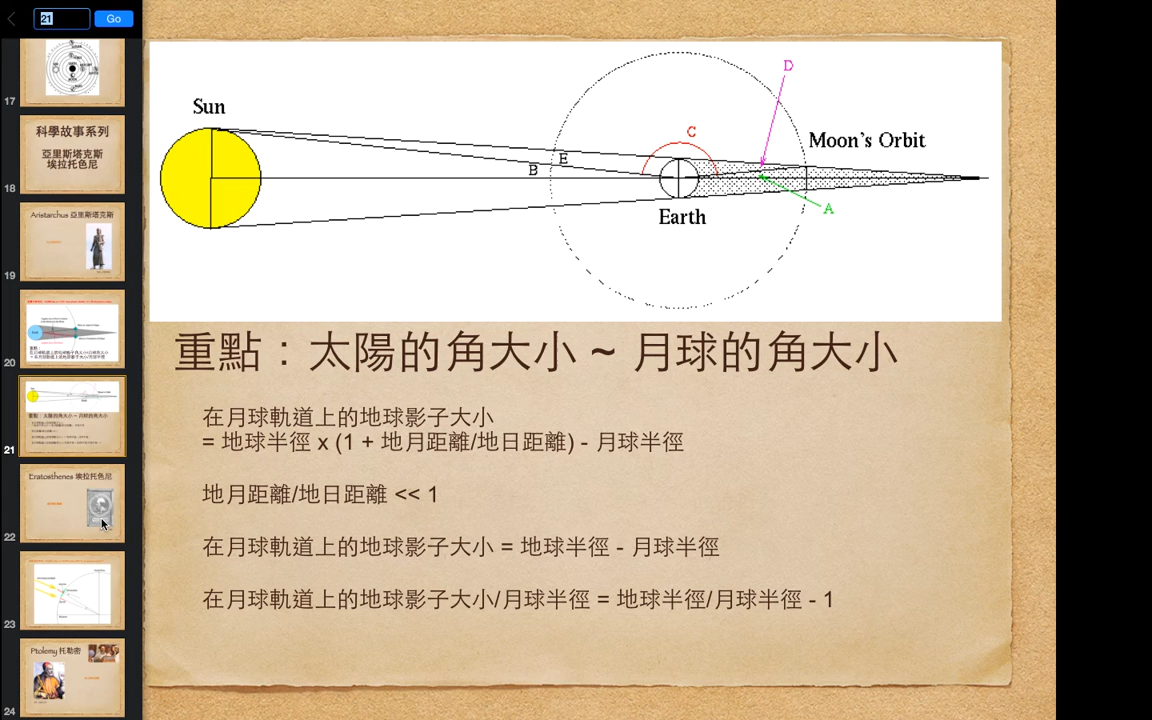 21
Go
17
科學故事系列
亞里斯塔克斯
埃拉托色尼
18
Aristarchus 亞里斯塔克斯
19
20
21
Eratosthenes 埃拉托色尼
22
23
Ptolemy 托勒密
24
Sun
D
C
Moon's Orbit
E
B
Earth
A
重點：太陽的角大小 ~ 月球的角大小
在月球軌道上的地球影子大小
= 地球半徑 x (1 + 地月距離/地日距離) - 月球半徑
地月距離/地日距離 << 1
在月球軌道上的地球影子大小 = 地球半徑 - 月球半徑
在月球軌道上的地球影子大小/月球半徑 = 地球半徑/月球半徑 - 1